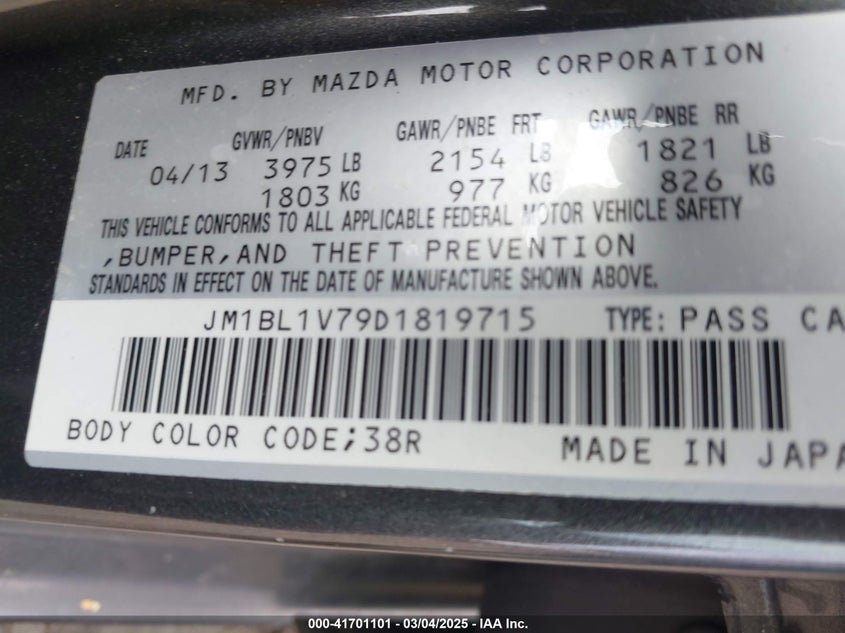 MFD. BY MAZDA MOTOR CORPORATION
DATE GVWR/PNBV GAWR/PNBE FRT GAWR/PNBE RR
04/13 3975 LB 2154 LB 1821 LB
1803 KG 977 KG 826 KG
THIS VEHICLE CONFORMS TO ALL APPLICABLE FEDERAL MOTOR VEHICLE SAFETY
,BUMPER,AND THEFT PREVENTION
STANDARDS IN EFFECT ON THE DATE OF MANUFACTURE SHOWN ABOVE.
JM1BL1V79D1819715 TYPE: PASS CA
BODY COLOR CODE;38R MADE IN JAPA
000-41701101 - 03/04/2025 - IAA Inc.